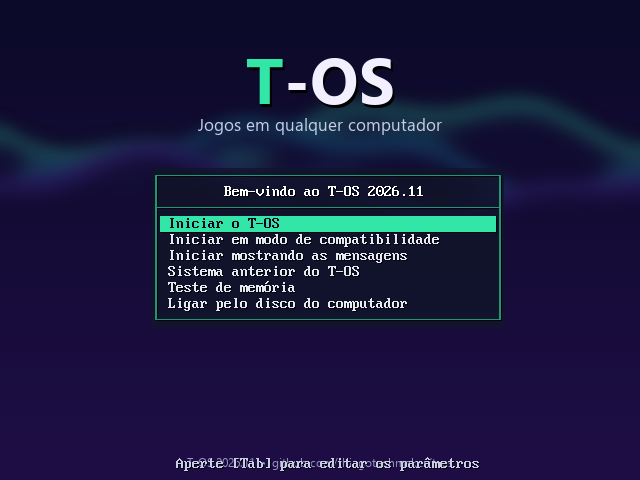 T-OS
Jogos em qualquer computador
Bem-vindo ao T-OS 2026.11
Iniciar o T-OS
Iniciar em modo de compatibilidade
Iniciar mostrando as mensagens
Sistema anterior do T-OS
Teste de memória
Ligar pelo disco do computador
Aperte [Tab] para editar os parâmetros